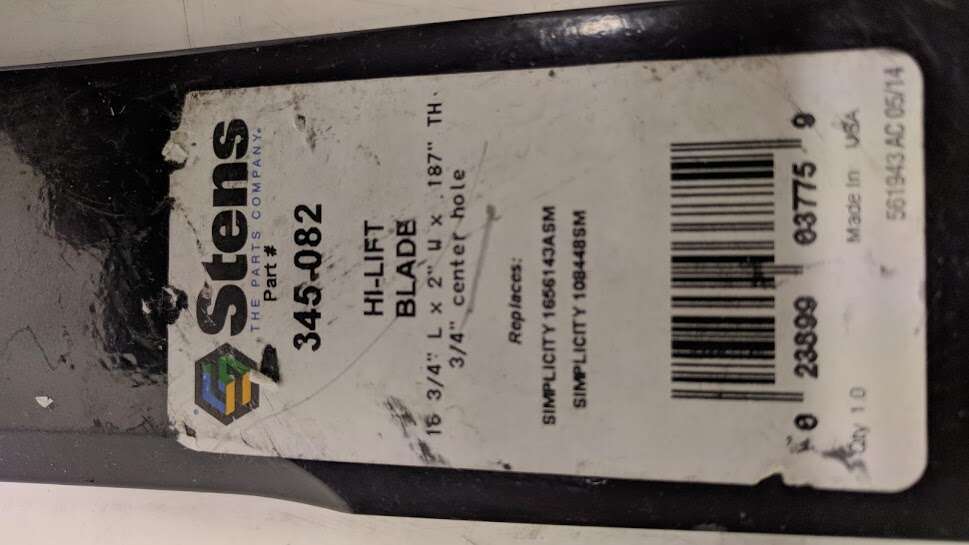 Stens
THE PARTS COMPANY.
Part #
345-082
HI-LIFT
BLADE
16 3/4" L x 2" W x .187" TH.
3/4" center hole
Replaces:
SIMPLICITY 1656143ASM
SIMPLICITY 108448SM
0 23899 03775 9
Qty 1.0 Made In USA
561943 AC 05/14